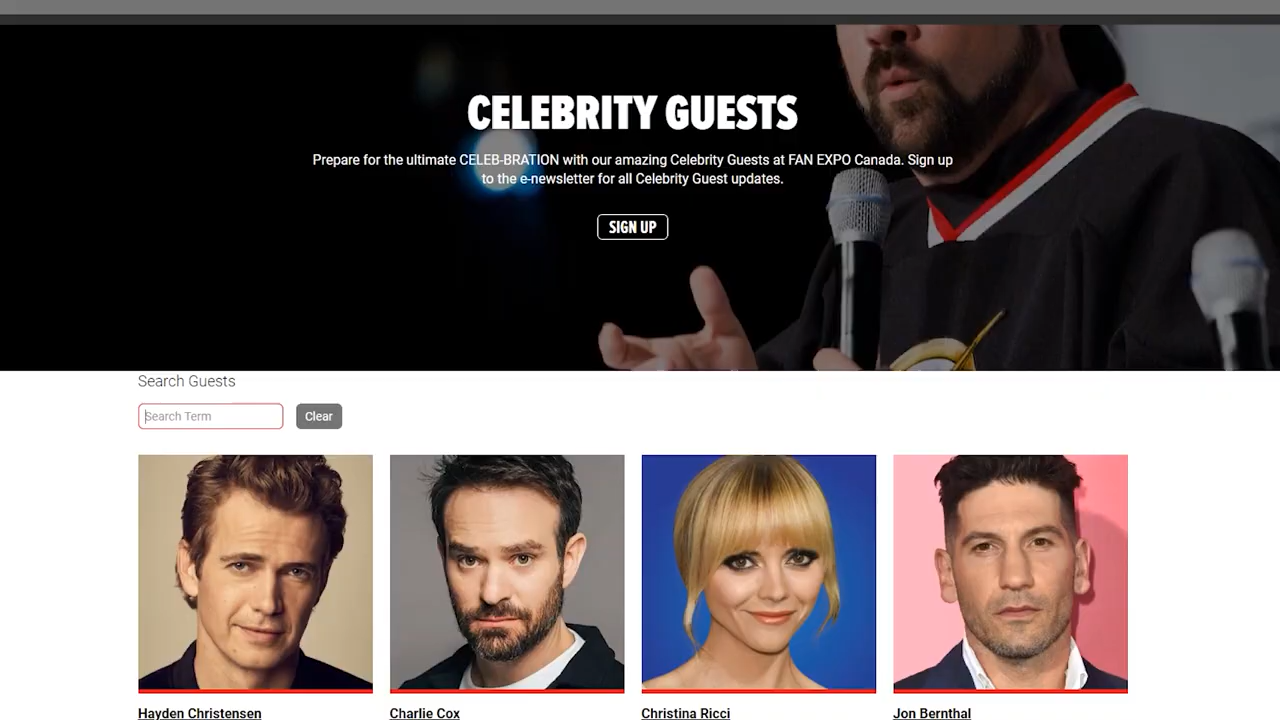 CELEBRITY GUESTS
Prepare for the ultimate CELEB-BRATION with our amazing Celebrity Guests at FAN EXPO Canada. Sign up
to the e-newsletter for all Celebrity Guest updates.
SIGN UP
Search Guests
Search Term
Clear
Hayden Christensen
Charlie Cox
Christina Ricci
Jon Bernthal